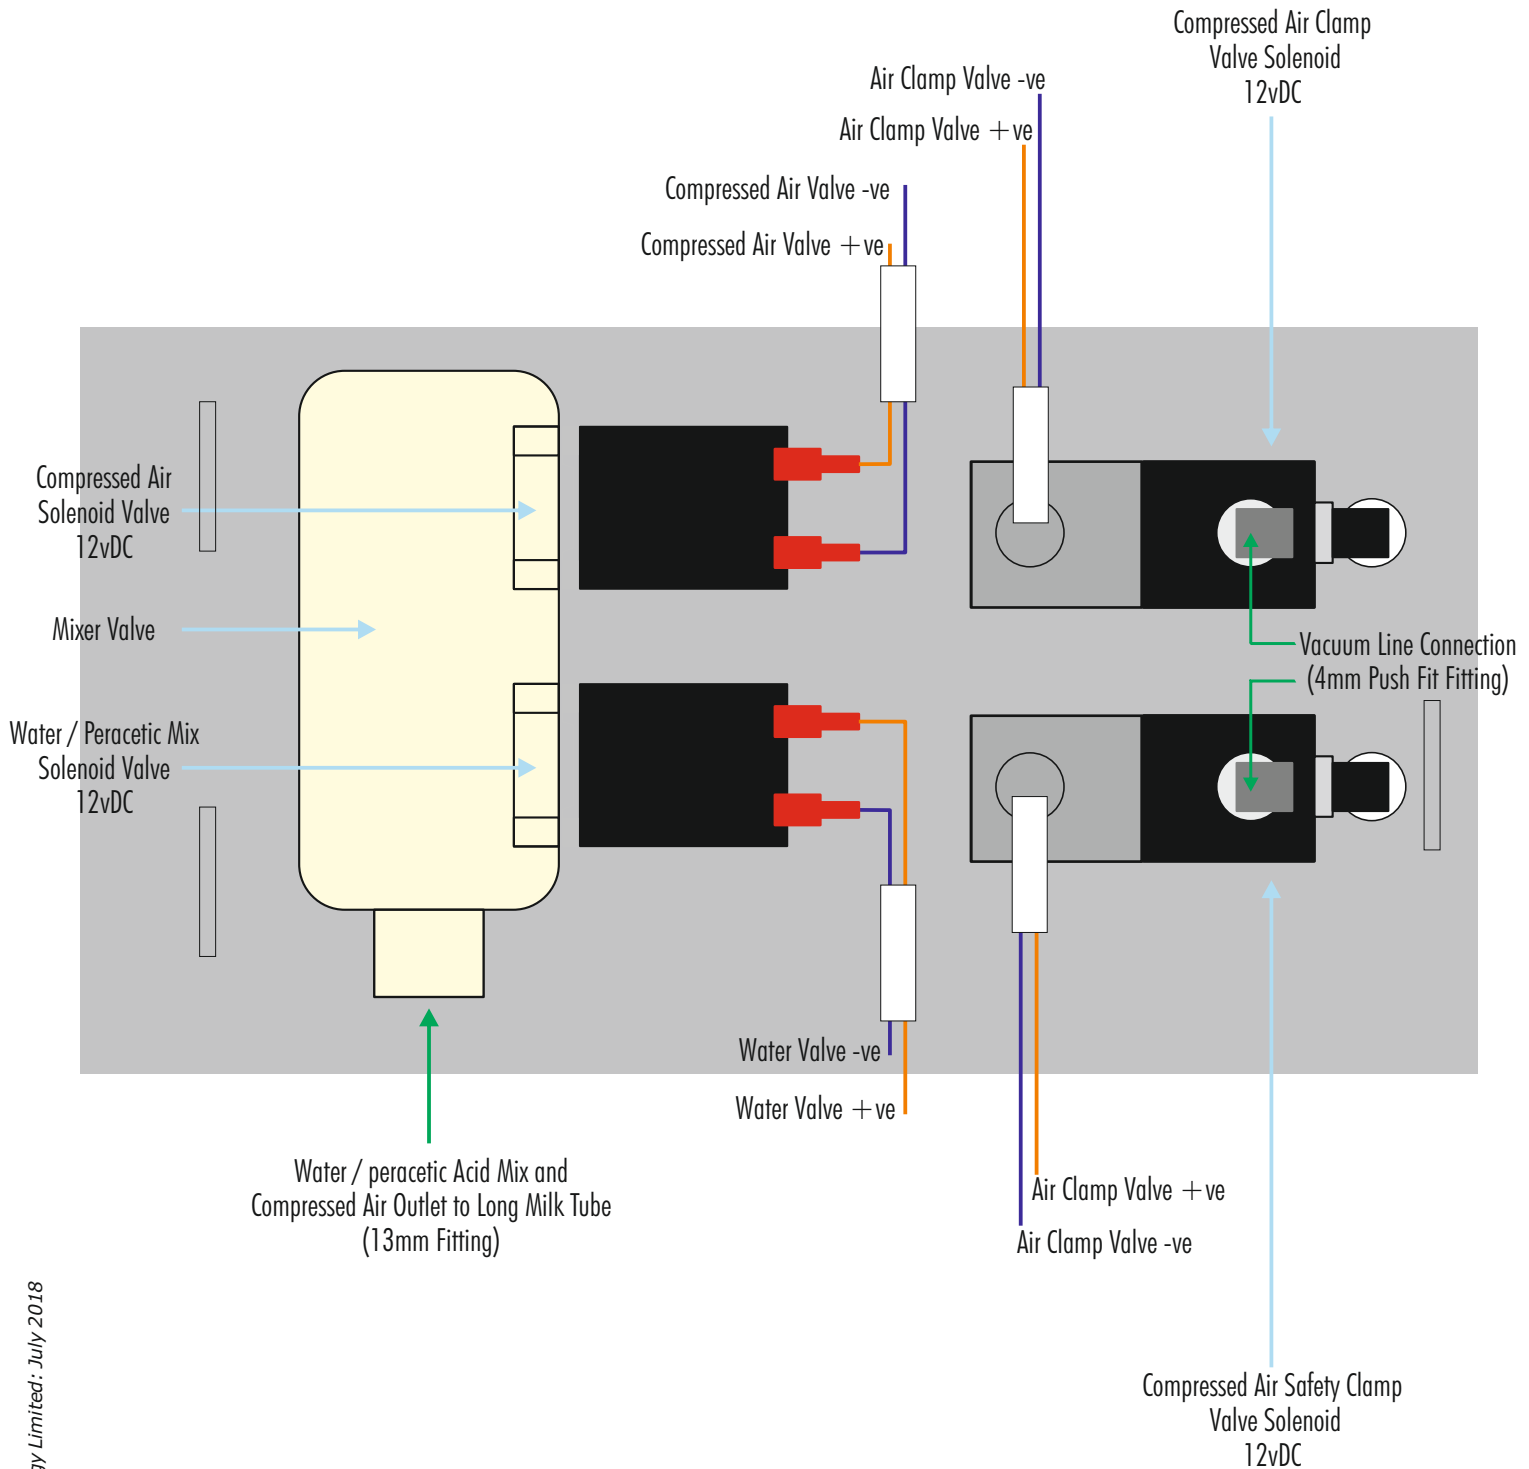 Compressed Air Clamp
Valve Solenoid
12vDC
Air Clamp Valve -ve
Air Clamp Valve +ve
Compressed Air Valve -ve
Compressed Air Valve +ve
Compressed Air
Solenoid Valve
12vDC
Mixer Valve
Vacuum Line Connection
(4mm Push Fit Fitting)
Water / Peracetic Mix
Solenoid Valve
12vDC
Water Valve -ve
Water Valve +ve
Water / peracetic Acid Mix and
Compressed Air Outlet to Long Milk Tube
(13mm Fitting)
Air Clamp Valve +ve
Air Clamp Valve -ve
Compressed Air Safety Clamp
Valve Solenoid
12vDC
Limited: July 2018